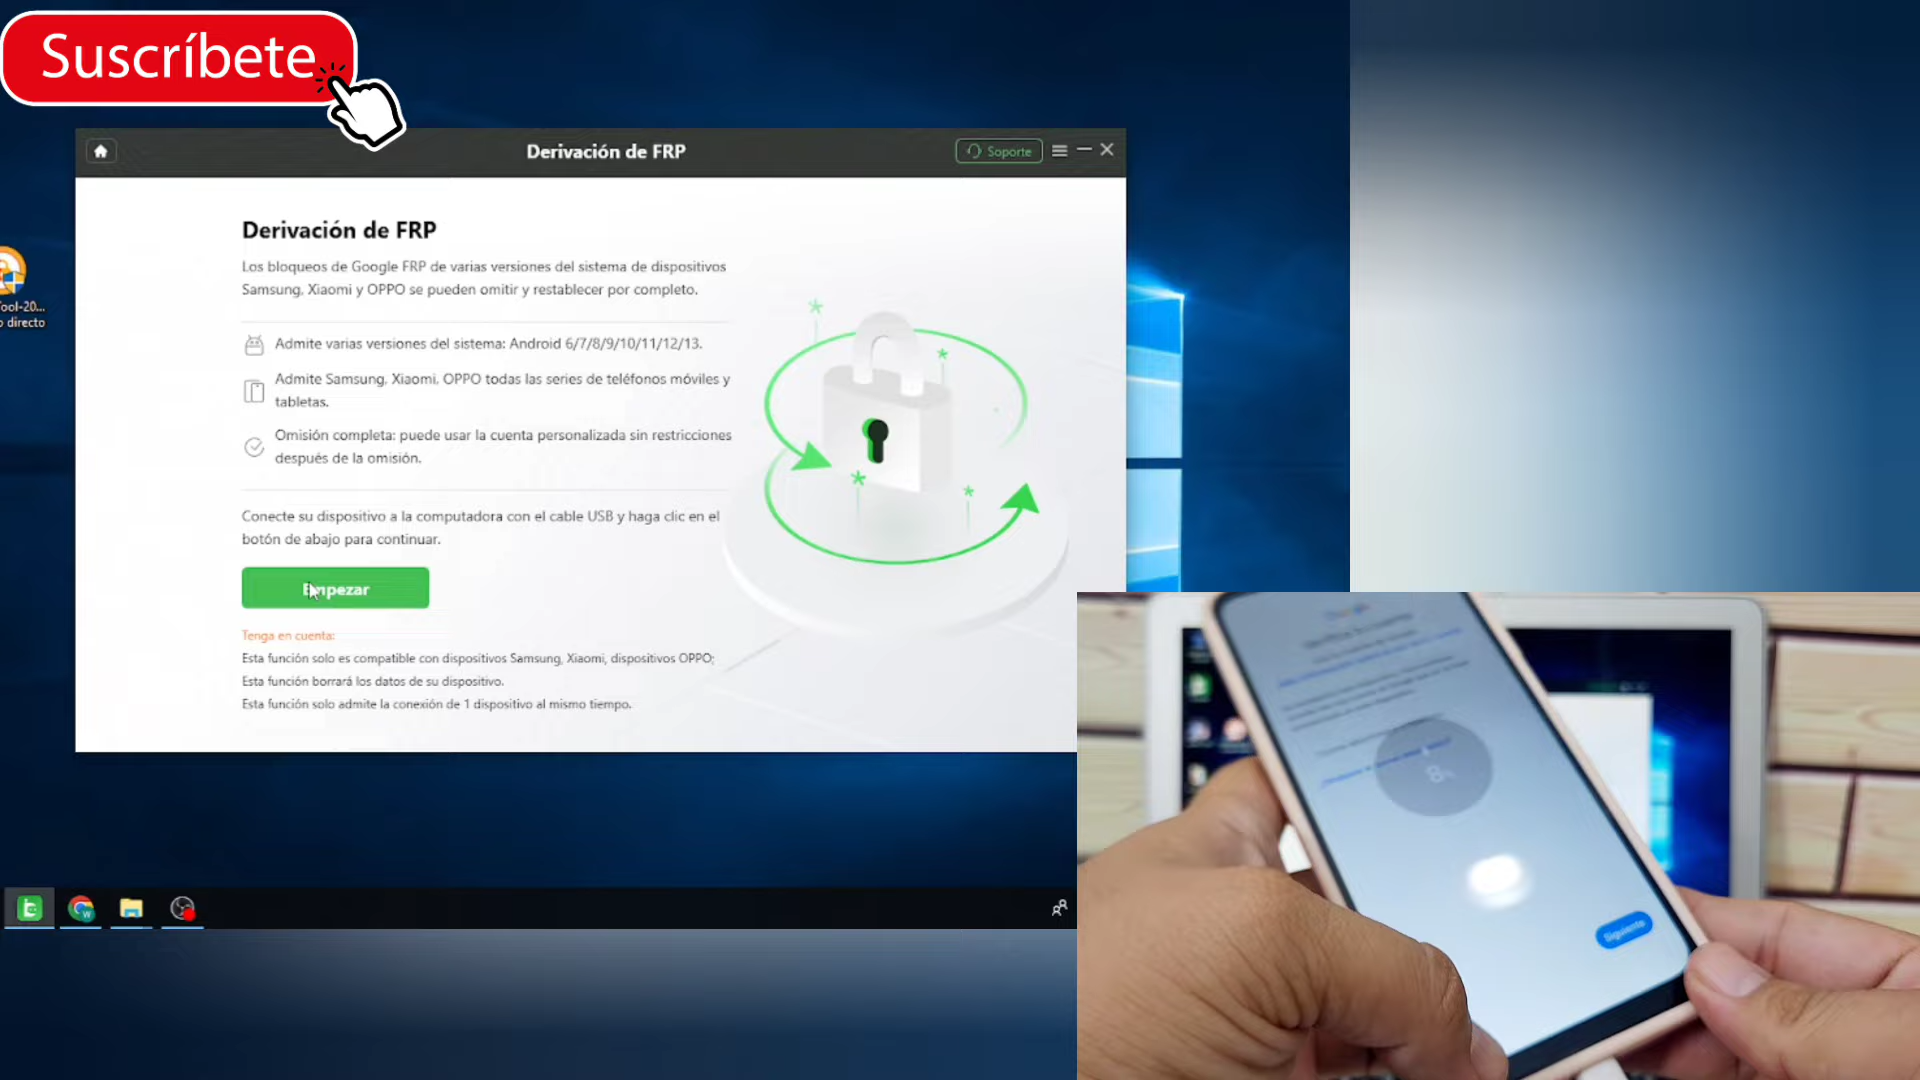 Suscríbete
Derivación de FRP
Soporte
Derivación de FRP
Los bloqueos de Google FRP de varias versiones del sistema de dispositivos
Samsung, Xiaomi y OPPO se pueden omitir y restablecer por completo.
Admite varias versiones del sistema: Android 6/7/8/9/10/11/12/13.
Admite Samsung, Xiaomi, OPPO todas las series de teléfonos móviles y
tabletas.
Omisión completa: puede usar la cuenta personalizada sin restricciones
después de la omisión.
Conecte su dispositivo a la computadora con el cable USB y haga clic en el
botón de abajo para continuar.
Empezar
Tenga en cuenta:
Esta función solo es compatible con dispositivos Samsung, Xiaomi, dispositivos OPPO;
Esta función borrará los datos de su dispositivo.
Esta función solo admite la conexión de 1 dispositivo al mismo tiempo.
ool-20...
o directo
Siguiente